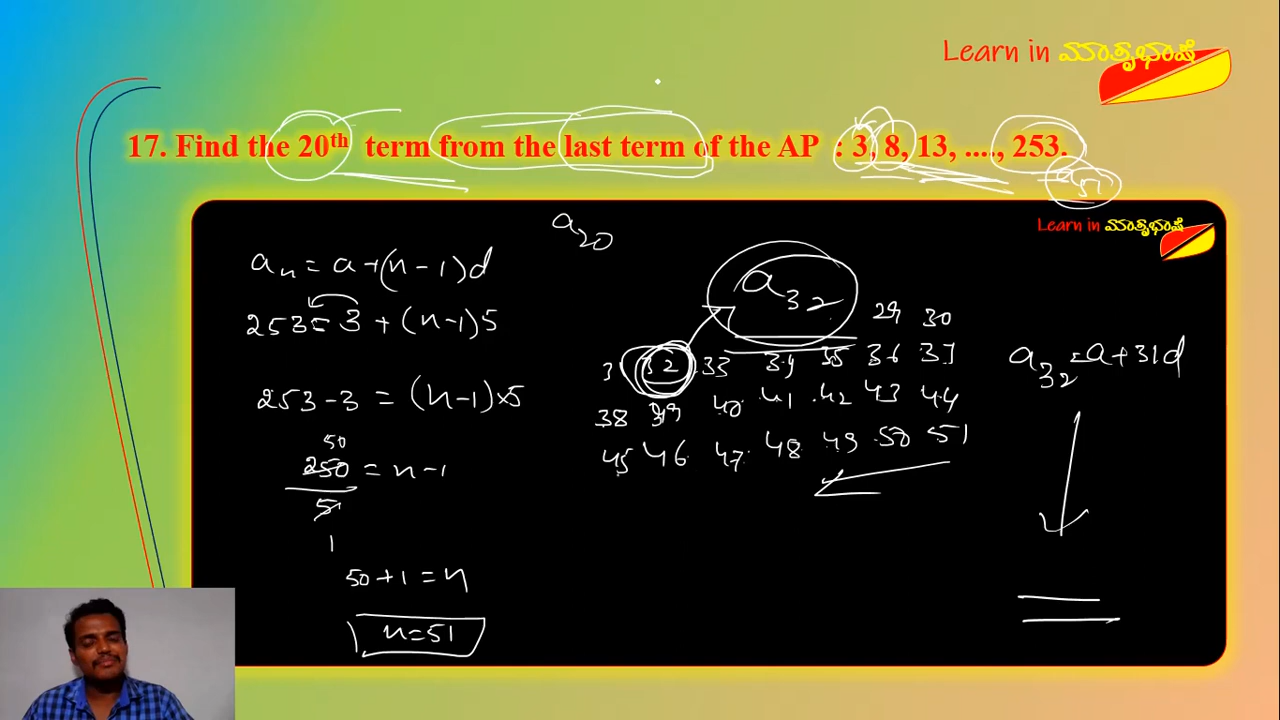 Learn in ಮಾತೃಭಾಷೆ
17. Find the 20th term from the last term of the AP : 3, 8, 13, ...., 253.
a51
Learn in ಮಾತೃಭಾಷೆ
a20
an = a+(n-1)d
253 = 3 + (n-1)5
253-3 = (n-1)×5
50
250 = n-1
5
1
50+1 = n
n=51
a32
29 30
31 32 33 34 35 36 37
38 39 40 41 42 43 44
45 46 47 48 49 50 51
a32 = a+31d